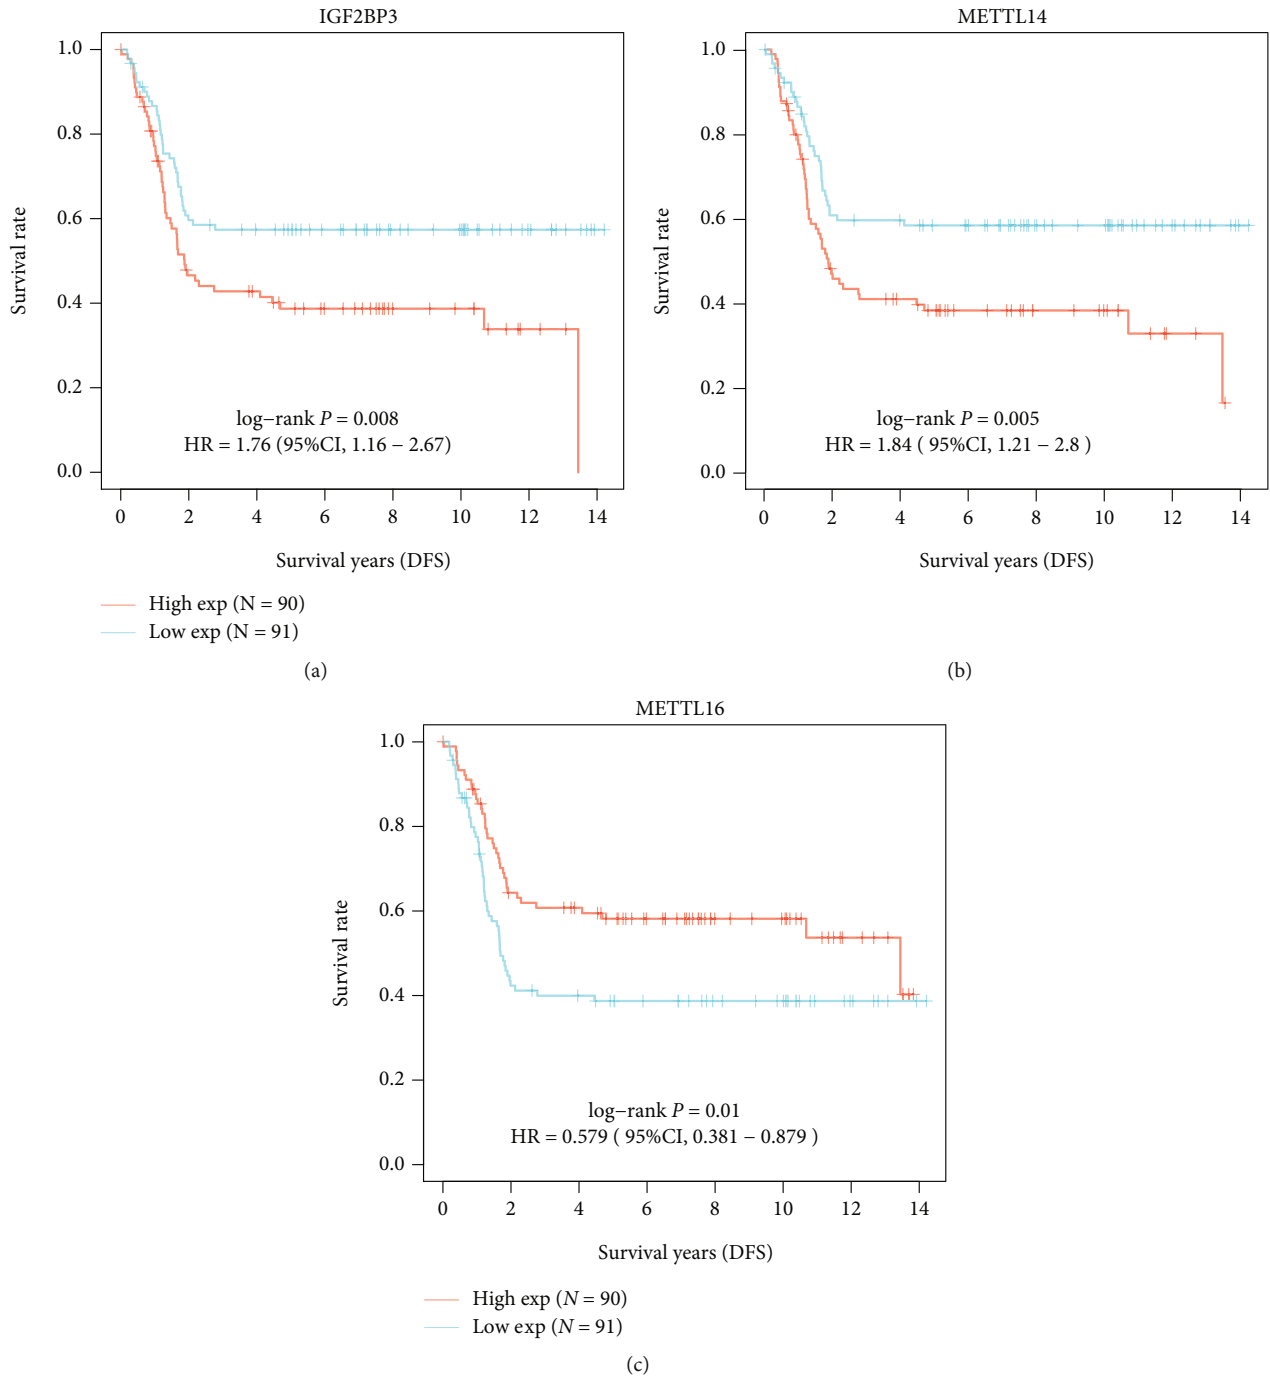 IGF2BP3
1.0
0.8
0.6
0.4
0.2
0.0
Survival rate
log−rank P = 0.008
HR = 1.76 (95%CI, 1.16 − 2.67)
0 2 4 6 8 10 12 14
Survival years (DFS)
High exp (N = 90)
Low exp (N = 91)
(a)
METTL14
1.0
0.8
0.6
0.4
0.2
0.0
Survival rate
log−rank P = 0.005
HR = 1.84 ( 95%CI, 1.21 − 2.8 )
0 2 4 6 8 10 12 14
Survival years (DFS)
(b)
METTL16
1.0
0.8
0.6
0.4
0.2
0.0
Survival rate
log−rank P = 0.01
HR = 0.579 ( 95%CI, 0.381 − 0.879 )
0 2 4 6 8 10 12 14
Survival years (DFS)
High exp (N = 90)
Low exp (N = 91)
(c)